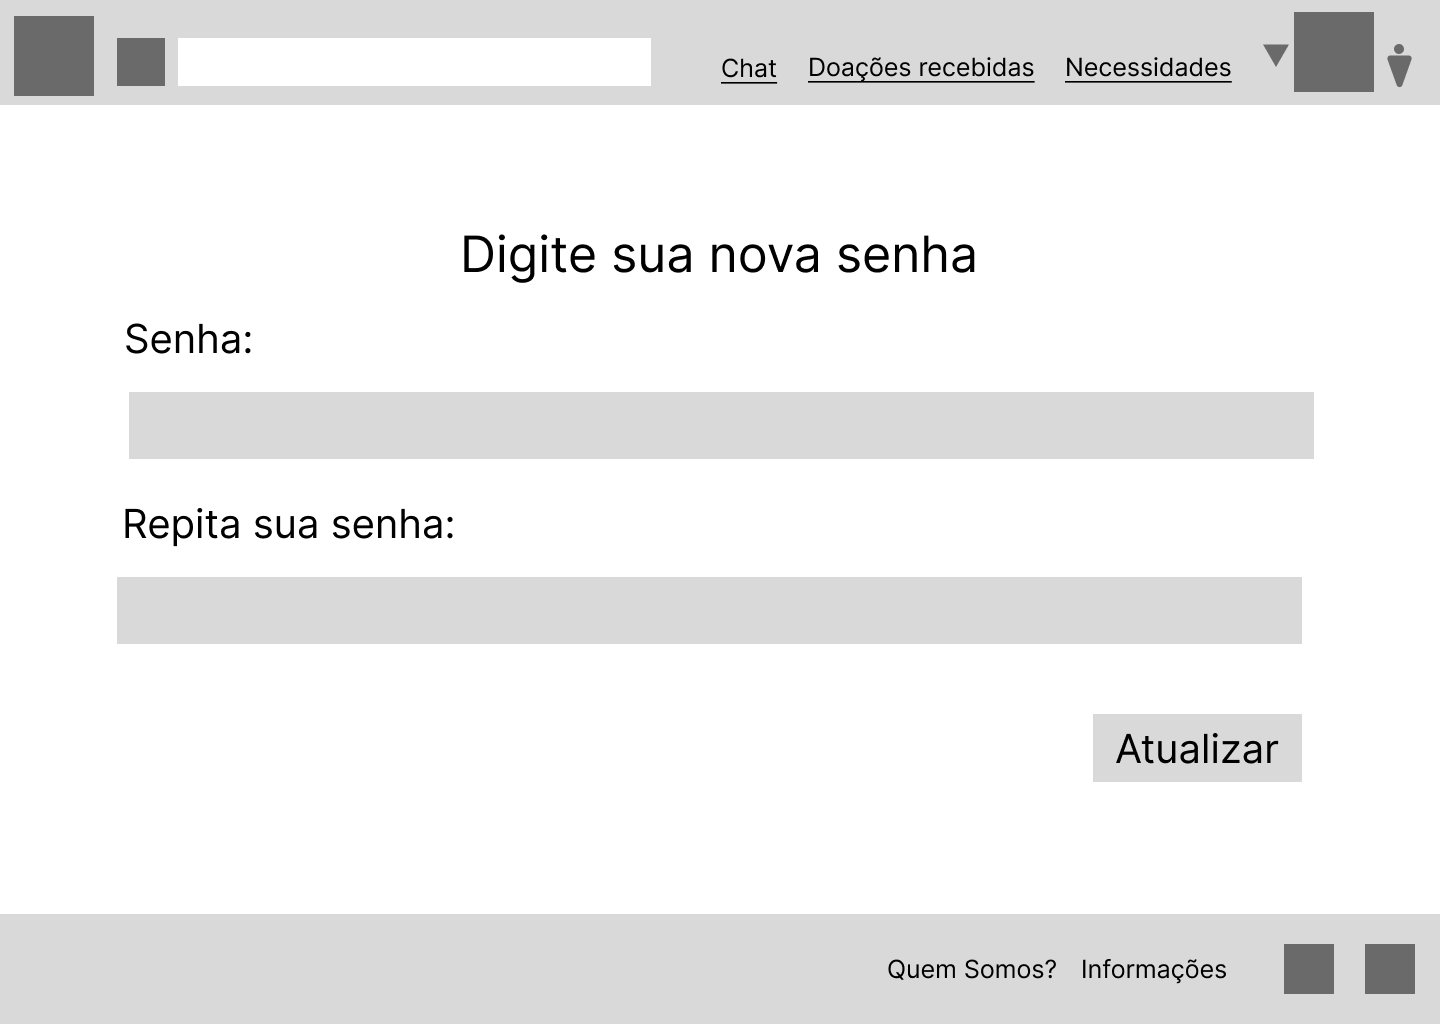 Chat
Doações recebidas
Necessidades
Digite sua nova senha
Senha:
Repita sua senha:
Atualizar
Quem Somos?
Informações